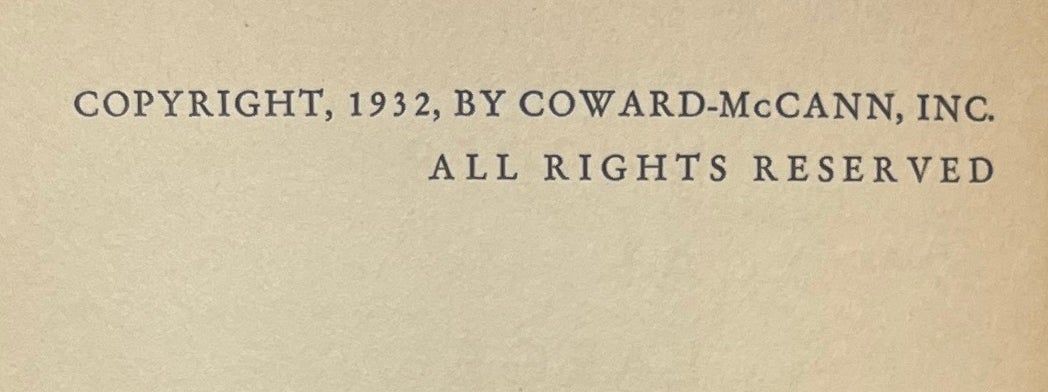 COPYRIGHT, 1932, BY COWARD-McCANN, INC.
ALL RIGHTS RESERVED